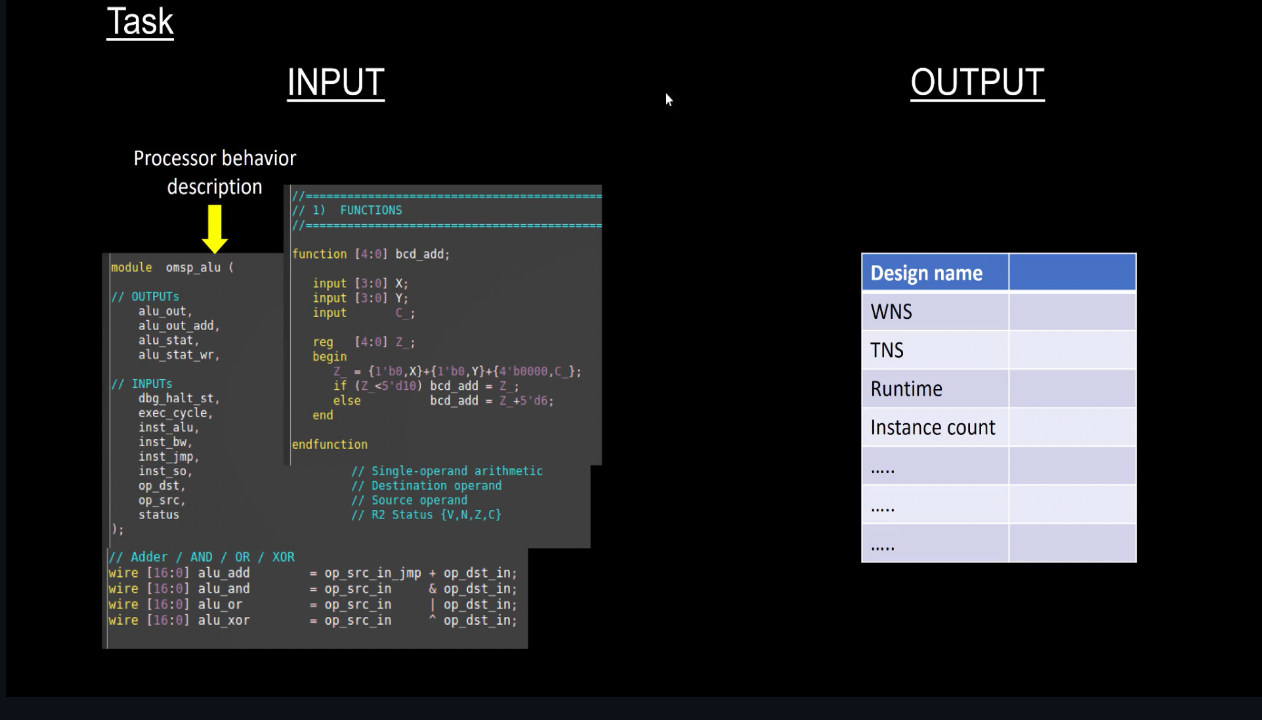 Task
INPUT
OUTPUT
Processor behavior
description
//===========================================
// 1)  FUNCTIONS
//===========================================
function [4:0] bcd_add;
input [3:0] X;
input [3:0] Y;
input       C_;
reg   [4:0] Z_;
begin
Z_ = {1'b0,X}+{1'b0,Y}+{4'b0000,C_};
if (Z_<5'd10) bcd_add = Z_;
else          bcd_add = Z_+5'd6;
end
endfunction
module  omsp_alu (
// OUTPUTs
alu_out,
alu_out_add,
alu_stat,
alu_stat_wr,
// INPUTs
dbg_halt_st,
exec_cycle,
inst_alu,
inst_bw,
inst_jmp,
inst_so,        // Single-operand arithmetic
op_dst,         // Destination operand
op_src,         // Source operand
status          // R2 Status {V,N,Z,C}
);
// Adder / AND / OR / XOR
wire [16:0] alu_add       = op_src_in_jmp + op_dst_in;
wire [16:0] alu_and       = op_src_in     & op_dst_in;
wire [16:0] alu_or        = op_src_in     | op_dst_in;
wire [16:0] alu_xor       = op_src_in     ^ op_dst_in;
Design name
WNS
TNS
Runtime
Instance count
.....
.....
.....